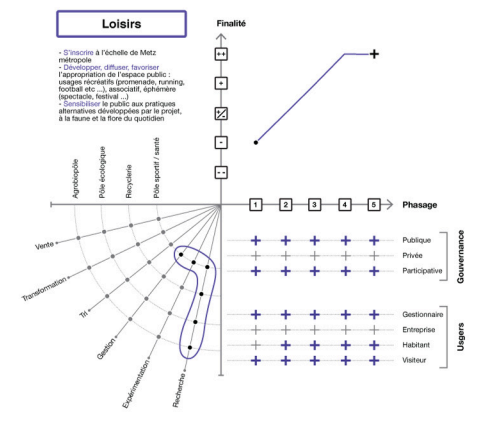 Loisirs
- S'inscrire à l'échelle de Metz
métropole
- Développer, diffuser, favoriser
l'appropriation de l'espace public :
usages récréatifs (promenade, running,
football etc ...), associatif, éphémère
(spectacle, festival ...)
- Sensibiliser le public aux pratiques
alternatives développées par le projet,
à la faune et la flore du quotidien
Finalité
++
+
+/-
-
--
Agrobiopôle
Pôle écologique
Recyclerie
Pôle sportif / santé
1
2
3
4
5
Phasage
Vente
Transformation
Tri
Gestion
Expérimentation
Recherche
Publique
Privée
Participative
Gouvernance
Gestionnaire
Entreprise
Habitant
Visiteur
Usgers